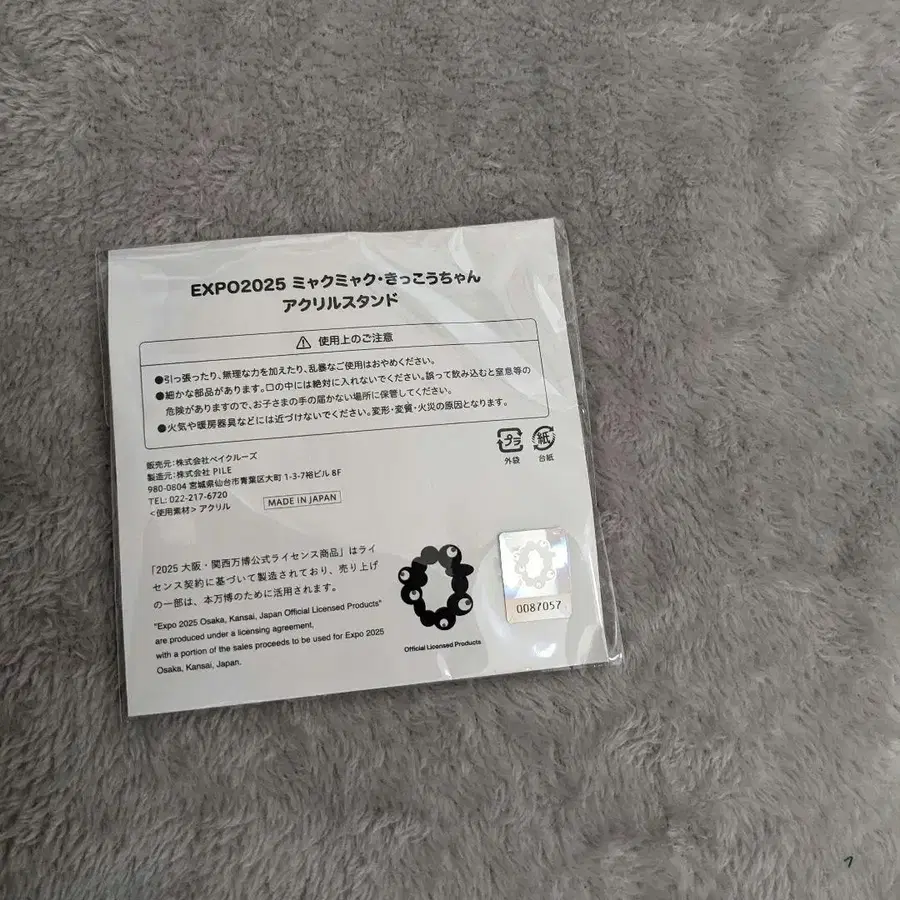 EXPO2025 ミャクミャク・きっこうちゃん
アクリルスタンド
使用上のご注意
●引っ張ったり、無理な力を加えたり、乱暴なご使用はおやめください。
●細かな部品があります。口の中には絶対に入れないでください。誤って飲み込むと窒息等の
危険がありますので、お子さまの手の届かない場所に保管してください。
●火気や暖房器具などには近づけないでください。変形・変質・火災の原因となります。
プラ
外袋
紙
台紙
販売元:株式会社ベイクルーズ
製造元:株式会社 PILE
980-0804 宮城県仙台市青葉区大町 1-3-7裕ビル 8F
TEL: 022-217-6720
<使用素材> アクリル
MADE IN JAPAN
「2025 大阪・関西万博公式ライセンス商品」はライ
センス契約に基づいて製造されており、売り上げ
の一部は、本万博のために活用されます。
"Expo 2025 Osaka, Kansai, Japan Official Licensed Products"
are produced under a licensing agreement,
with a portion of the sales proceeds to be used for Expo 2025
Osaka, Kansai, Japan.
Official Licensed Products
0087057